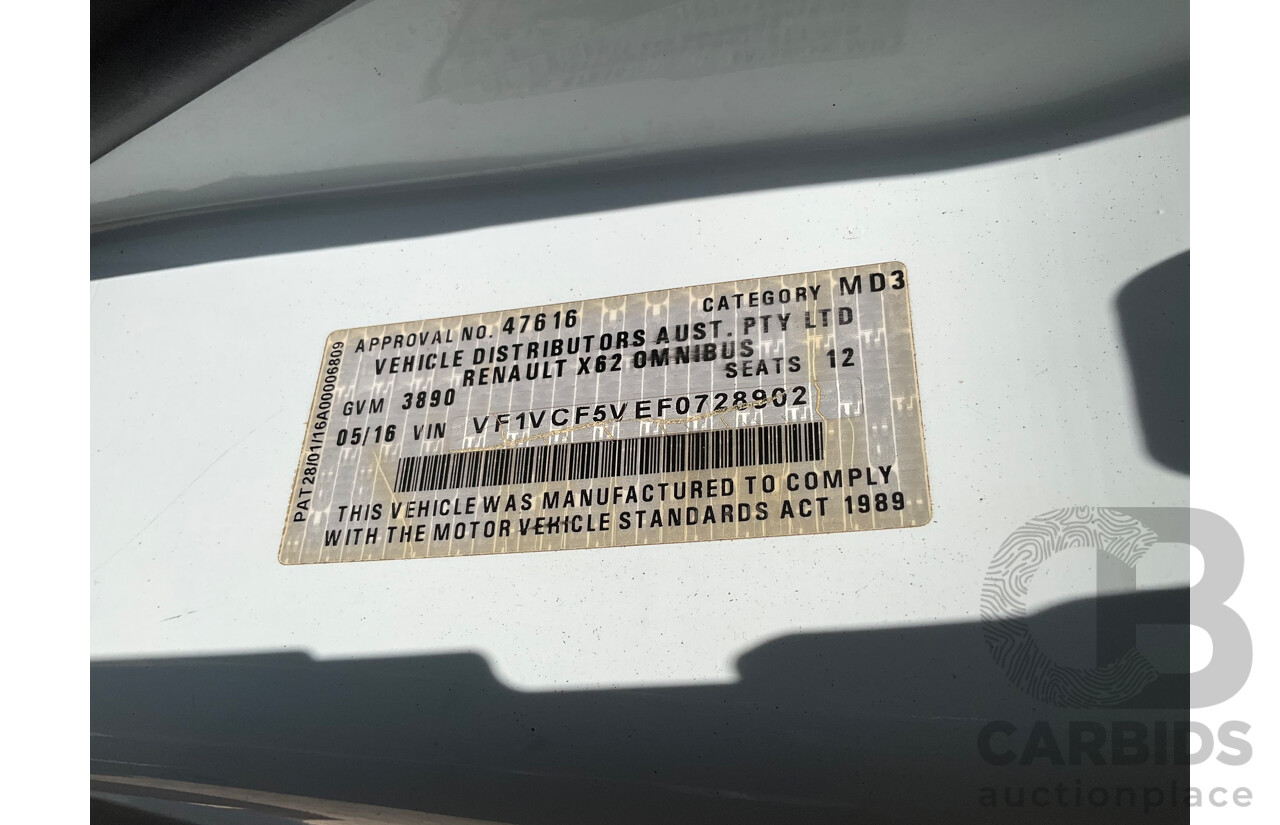 APPROVAL NO. 47616 CATEGORY MD3
VEHICLE DISTRIBUTORS AUST. PTY LTD
RENAULT X62 OMNIBUS
GVM 3890 SEATS 12
05/16 VIN VF1VCF5VEF0728902
THIS VEHICLE WAS MANUFACTURED TO COMPLY
WITH THE MOTOR VEHICLE STANDARDS ACT 1989
PAT28/01/16A00006809
CB
CARBIDS
auctionplace